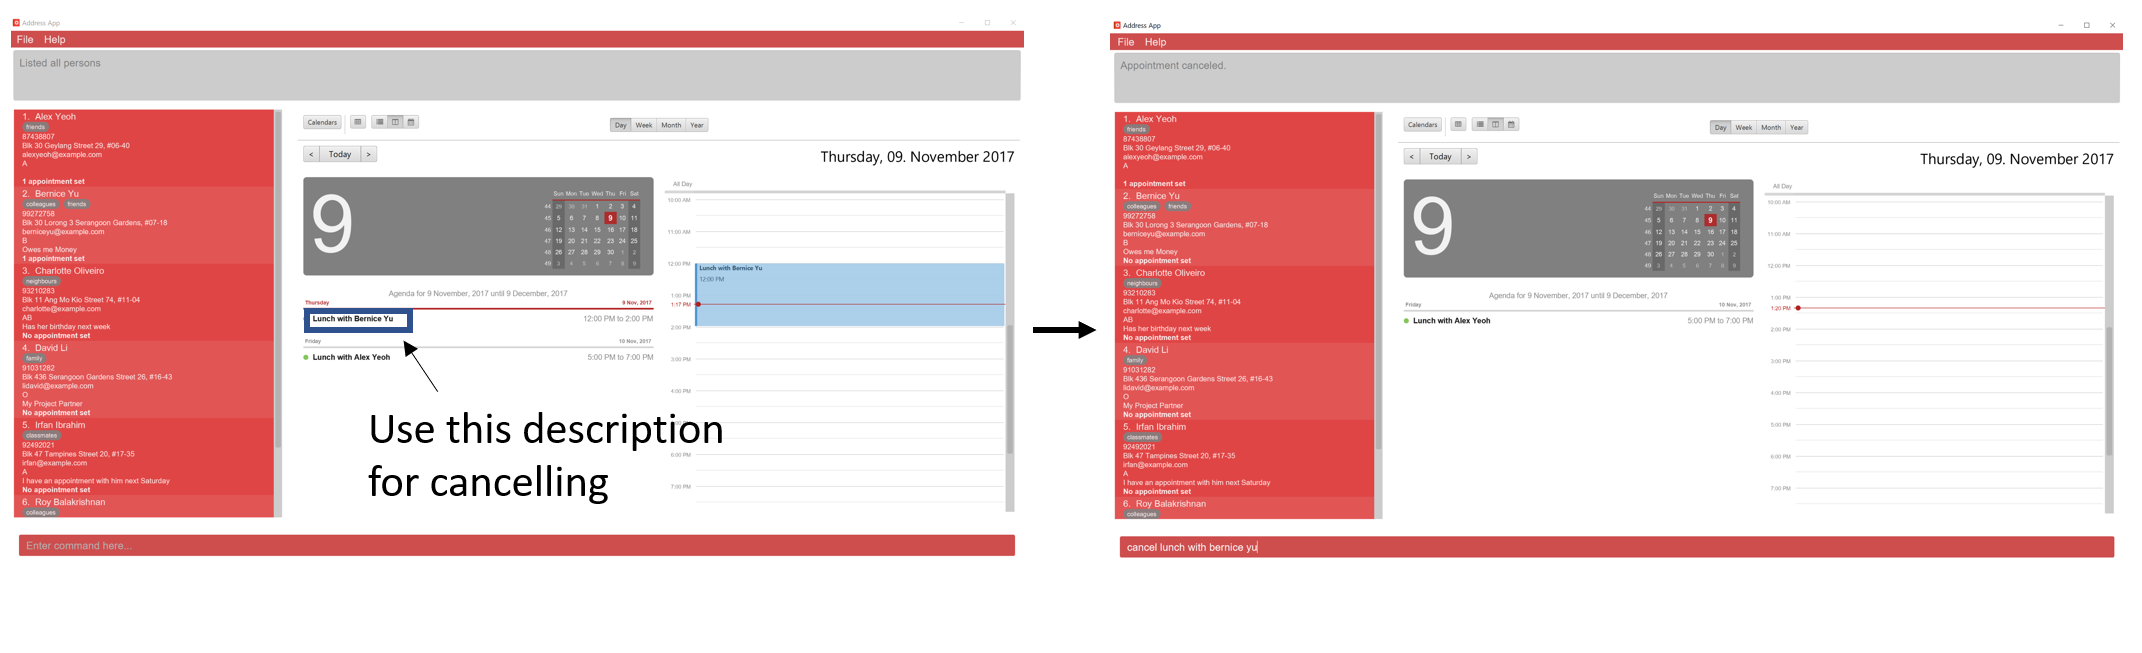 Address App
File Help
Listed all persons
1. Alex Yeoh
friends
87438807
Blk 30 Geylang Street 29, #06-40
alexyeoh@example.com
A
1 appointment set
2. Bernice Yu
colleagues friends
99272758
Blk 30 Lorong 3 Serangoon Gardens, #07-18
berniceyu@example.com
B
Owes me Money
1 appointment set
3. Charlotte Oliveiro
neighbours
93210283
Blk 11 Ang Mo Kio Street 74, #11-04
charlotte@example.com
AB
Has her birthday next week
No appointment set
4. David Li
family
91031282
Blk 436 Serangoon Gardens Street 26, #16-43
lidavid@example.com
O
My Project Partner
No appointment set
5. Irfan Ibrahim
classmates
92492021
Blk 47 Tampines Street 20, #17-35
irfan@example.com
A
I have an appointment with him next Saturday
No appointment set
6. Roy Balakrishnan
colleagues
Calendars
Day Week Month Year
< Today >
Thursday, 09. November 2017
9
Sun Mon Tue Wed Thu Fri Sat
44 29 30 31 1 2 3 4
45 5 6 7 8 9 10 11
46 12 13 14 15 16 17 18
47 19 20 21 22 23 24 25
48 26 27 28 29 30 1 2
49 3 4 5 6 7 8 9
Agenda for 9 November, 2017 until 9 December, 2017
Thursday 9 Nov, 2017
Lunch with Bernice Yu 12:00 PM to 2:00 PM
Friday 10 Nov, 2017
Lunch with Alex Yeoh 5:00 PM to 7:00 PM
All Day
10:00 AM
11:00 AM
12:00 PM
Lunch with Bernice Yu
12:00 PM
1:00 PM
1:17 PM
2:00 PM
3:00 PM
4:00 PM
6:00 PM
7:00 PM
Use this description
for cancelling
Enter command here...
Address App
File Help
Appointment canceled.
1. Alex Yeoh
friends
87438807
Blk 30 Geylang Street 29, #06-40
alexyeoh@example.com
A
1 appointment set
2. Bernice Yu
colleagues friends
99272758
Blk 30 Lorong 3 Serangoon Gardens, #07-18
berniceyu@example.com
B
Owes me Money
No appointment set
3. Charlotte Oliveiro
neighbours
93210283
Blk 11 Ang Mo Kio Street 74, #11-04
charlotte@example.com
AB
Has her birthday next week
No appointment set
4. David Li
family
91031282
Blk 436 Serangoon Gardens Street 26, #16-43
lidavid@example.com
O
My Project Partner
No appointment set
5. Irfan Ibrahim
classmates
92492021
Blk 47 Tampines Street 20, #17-35
irfan@example.com
A
I have an appointment with him next Saturday
No appointment set
6. Roy Balakrishnan
colleagues
Calendars
Day Week Month Year
< Today >
Thursday, 09. November 2017
9
Sun Mon Tue Wed Thu Fri Sat
44 29 30 31 1 2 3 4
45 5 6 7 8 9 10 11
46 12 13 14 15 16 17 18
47 19 20 21 22 23 24 25
48 26 27 28 29 30 1 2
49 3 4 5 6 7 8 9
Agenda for 9 November, 2017 until 9 December, 2017
Friday 10 Nov, 2017
Lunch with Alex Yeoh 5:00 PM to 7:00 PM
All Day
10:00 AM
11:00 AM
12:00 PM
1:00 PM
1:20 PM
2:00 PM
3:00 PM
4:00 PM
5:00 PM
6:00 PM
7:00 PM
cancel lunch with bernice yu